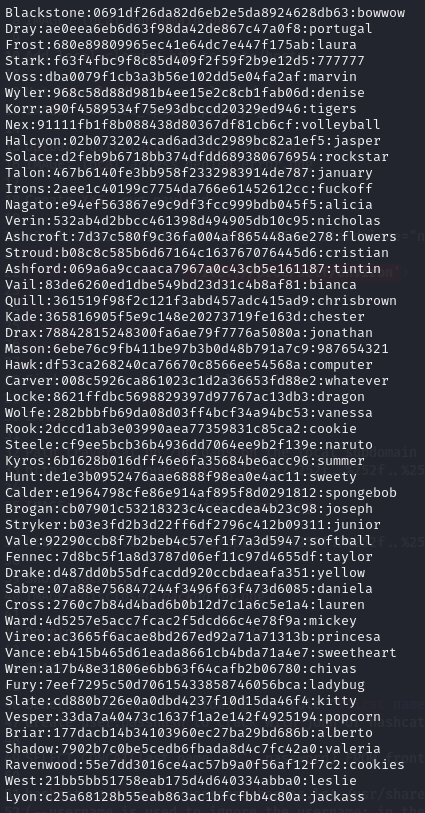 Blackstone:0691df26da82d6eb2e5da8924628db63:bowwow
Dray:ae0eea6eb6d63f98da42de867c47a0f8:portugal
Frost:680e89809965ec41e64dc7e447f175ab:laura
Stark:f63f4fbc9f8c85d409f2f59f2b9e12d5:777777
Voss:dba0079f1cb3a3b56e102dd5e04fa2af:marvin
Wyler:968c58d88d981b4ee15e2c8cb1fab06d:denise
Korr:a90f4589534f75e93dbccd20329ed946:tigers
Nex:91111fb1f8b088438d80367df81cb6cf:volleyball
Halcyon:02b0732024cad6ad3dc2989bc82a1ef5:jasper
Solace:d2feb9b6718bb374dfdd689380676954:rockstar
Talon:467b6140fe3bb958f2332983914de787:january
Irons:2aee1c40199c7754da766e61452612cc:fuckoff
Nagato:e94ef563867e9c9df3fcc999bdb045f5:alicia
Verin:532ab4d2bbcc461398d494905db10c95:nicholas
Ashcroft:7d37c580f9c36fa004af865448a6e278:flowers
Stroud:b08c8c585b6d67164c163767076445d6:cristian
Ashford:069a6a9ccaaca7967a0c43cb5e161187:tintin
Vail:83de6260ed1dbe549bd23d31c4b8af81:bianca
Quill:361519f98f2c121f3abd457adc415ad9:chrisbrown
Kade:365816905f5e9c148e20273719fe163d:chester
Drax:78842815248300fa6ae79f7776a5080a:jonathan
Mason:6ebe76c9fb411be97b3b0d48b791a7c9:987654321
Hawk:df53ca268240ca76670c8566ee54568a:computer
Carver:008c5926ca861023c1d2a36653fd88e2:whatever
Locke:8621ffdbc5698829397d97767ac13db3:dragon
Wolfe:282bbbfb69da08d03ff4bcf34a94bc53:vanessa
Rook:2dccd1ab3e03990aea77359831c85ca2:cookie
Steele:cf9ee5bcb36b4936dd7064ee9b2f139e:naruto
Kyros:6b1628b016dff46e6fa35684be6acc96:summer
Hunt:de1e3b0952476aae6888f98ea0e4ac11:sweety
Calder:e1964798cfe86e914af895f8d0291812:spongebob
Brogan:cb07901c53218323c4ceacdea4b23c98:joseph
Stryker:b03e3fd2b3d22ff6df2796c412b09311:junior
Vale:92290ccb8f7b2beb4c57ef1f7a3d5947:softball
Fennec:7d8bc5f1a8d3787d06ef11c97d4655df:taylor
Drake:d487dd0b55dfcacdd920ccbdaeafa351:yellow
Sabre:07a88e756847244f3496f63f473d6085:daniela
Cross:2760c7b84d4bad6b0b12d7c1a6c5e1a4:lauren
Ward:4d5257e5acc7fcac2f5dcd66c4e78f9a:mickey
Vireo:ac3665f6acae8bd267ed92a71a71313b:princesa
Vance:eb415b465d61eada8661cb4bda71a4e7:sweetheart
Wren:a17b48e31806e6bb63f64cafb2b06780:chivas
Fury:7eef7295c50d70615433858746056bca:ladybug
Slate:cd880b726e0a0dbd4237f10d15da46f4:kitty
Vesper:33da7a40473c1637f1a2e142f4925194:popcorn
Briar:177dacb14b34103960ec27ba29bd686b:alberto
Shadow:7902b7c0be5cedb6fbada8d4c7fc42a0:valeria
Ravenwood:55e7dd3016ce4ac57b9a0f56af12f7c2:cookies
West:21bb5bb51758eab175d4d640334abba0:leslie
Lyon:c25a68128b55eab863ac1bfcfbb4c80a:jackass